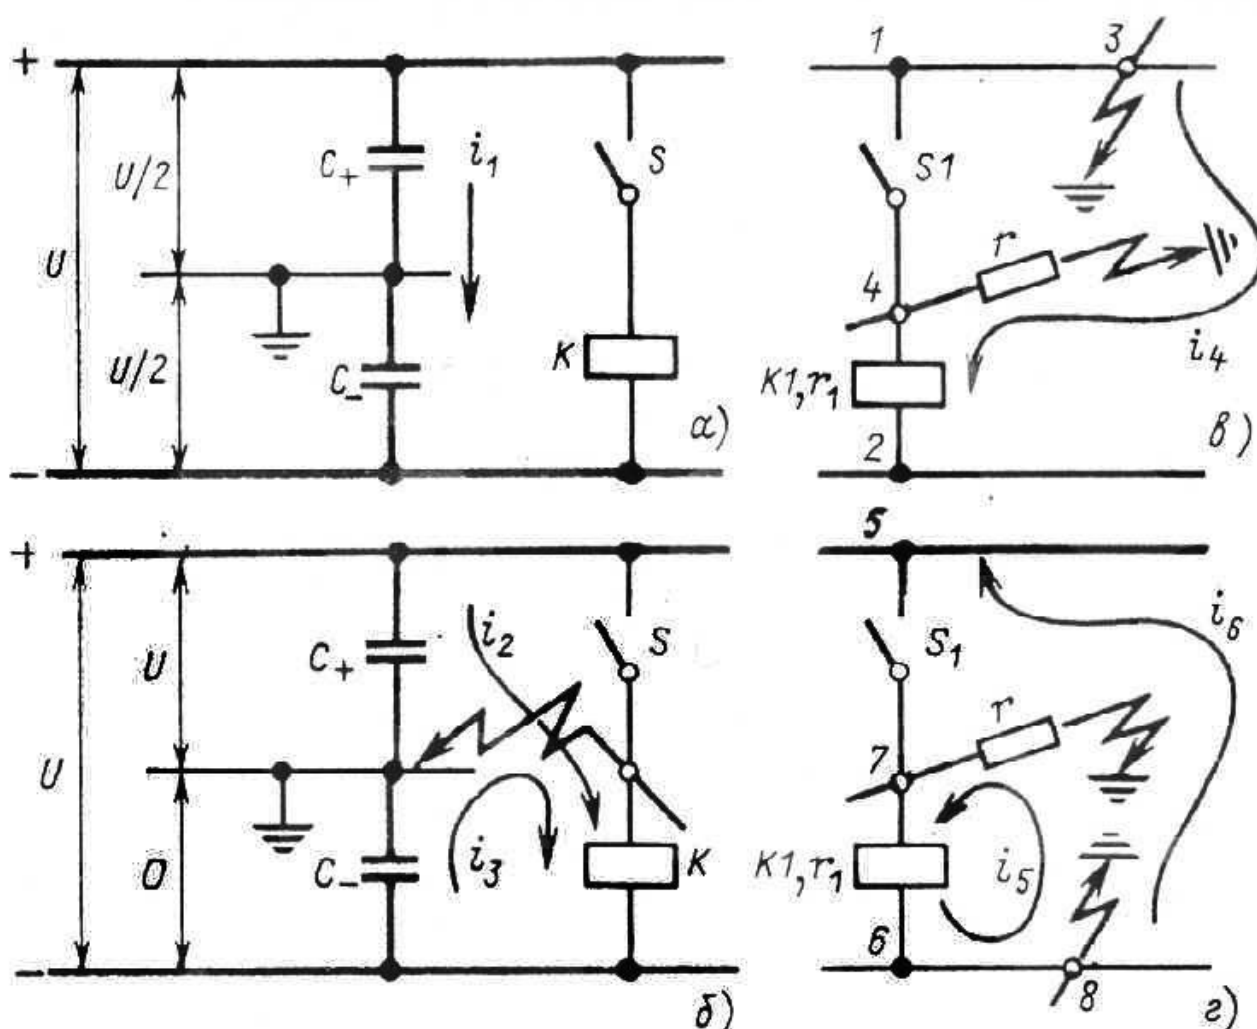 +
U/2
C₊
i₁
S
U
U/2
C₋
K
−
а)
1
3
S1
r
4
i₄
K1, r₁
2
в)
+
U
C₊
i₂
S
U
O
C₋
i₃
K
−
б)
5
i₆
S₁
r
7
K1, r₁
i₅
6
8
г)